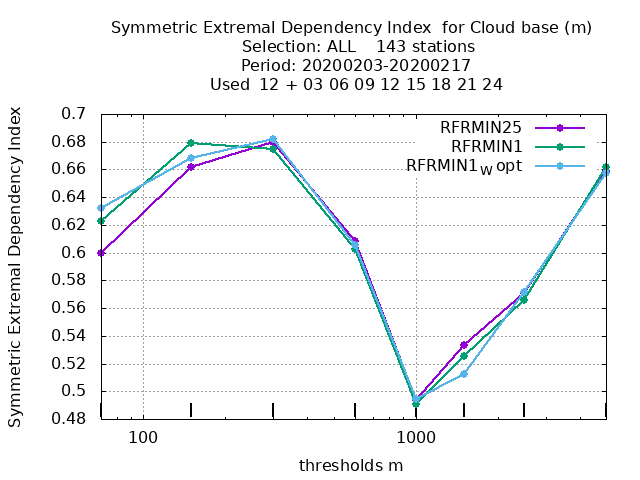 Symmetric Extremal Dependency Index  for Cloud base (m)
Selection: ALL    143 stations
Period: 20200203-20200217
Used  12 + 03 06 09 12 15 18 21 24
Symmetric Extremal Dependency Index
0.7
0.68
0.66
0.64
0.62
0.6
0.58
0.56
0.54
0.52
0.5
0.48
RFRMIN25
RFRMIN1
RFRMIN1W opt
100
1000
thresholds m